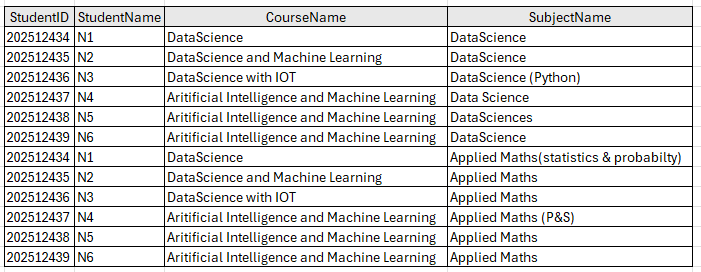 StudentID StudentName CourseName SubjectName
202512434 N1 DataScience DataScience
202512435 N2 DataScience and Machine Learning DataScience
202512436 N3 DataScience with IOT DataScience (Python)
202512437 N4 Aritificial Intelligence and Machine Learning Data Science
202512438 N5 Aritificial Intelligence and Machine Learning DataSciences
202512439 N6 Aritificial Intelligence and Machine Learning DataScience
202512434 N1 DataScience Applied Maths(statistics & probabilty)
202512435 N2 DataScience and Machine Learning Applied Maths
202512436 N3 DataScience with IOT Applied Maths
202512437 N4 Aritificial Intelligence and Machine Learning Applied Maths (P&S)
202512438 N5 Aritificial Intelligence and Machine Learning Applied Maths
202512439 N6 Aritificial Intelligence and Machine Learning Applied Maths